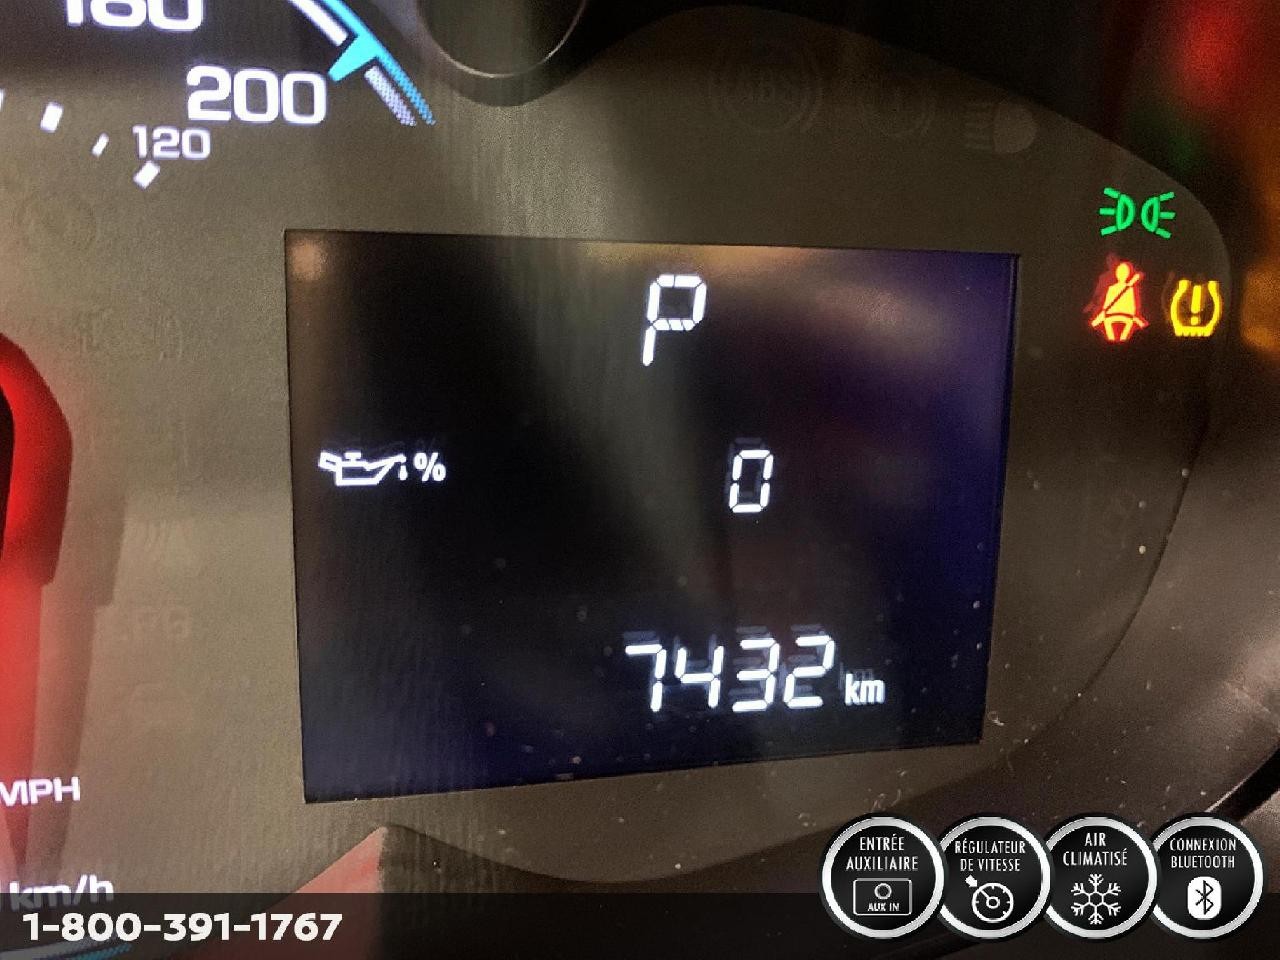 160
200
120
P
%
0
7432 km
MPH
km/h
1-800-391-1767
ENTRÉE
AUXILIAIRE
AUX IN
RÉGULATEUR
DE VITESSE
AIR
CLIMATISÉ
CONNEXION
BLUETOOTH